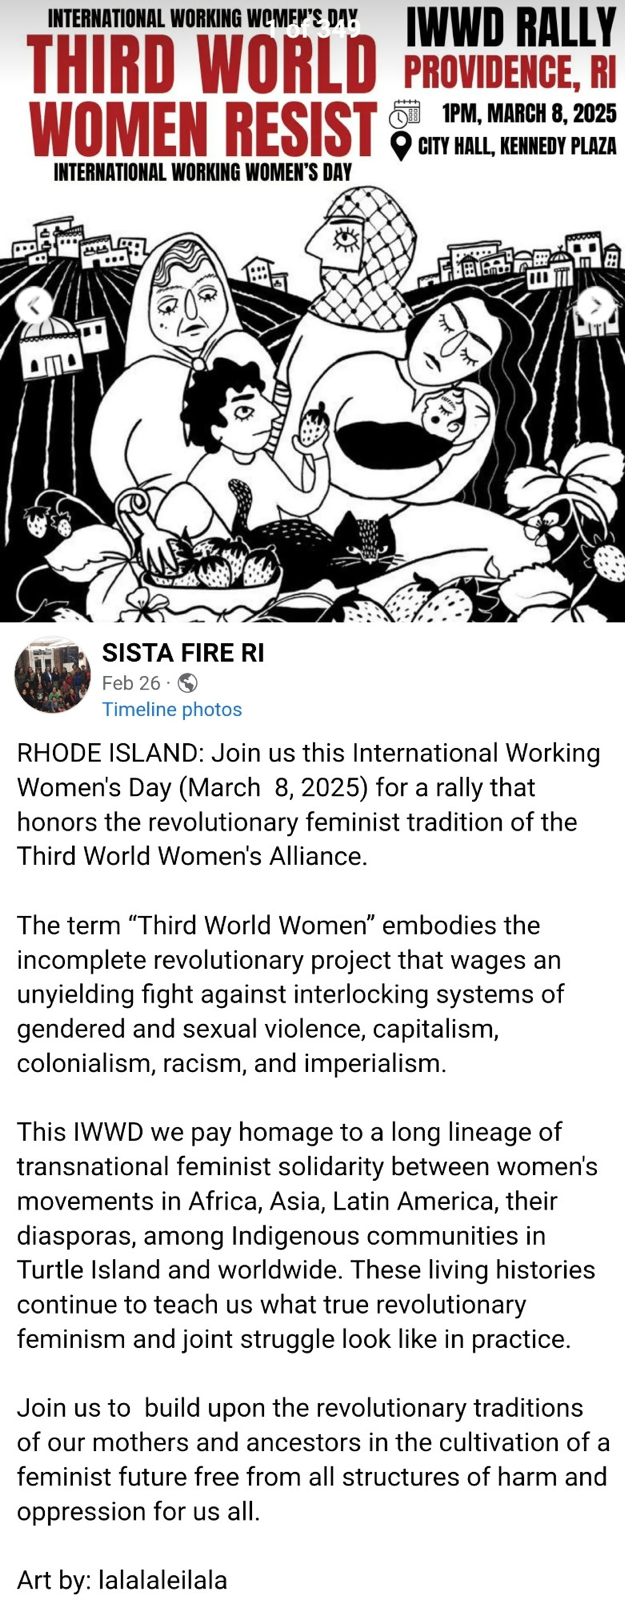 INTERNATIONAL WORKING WOMEN'S DAY
1 of 349
THIRD WORLD
WOMEN RESIST
INTERNATIONAL WORKING WOMEN'S DAY
IWWD RALLY
PROVIDENCE, RI
1PM, MARCH 8, 2025
CITY HALL, KENNEDY PLAZA
SISTA FIRE RI
Feb 26 ·
Timeline photos
RHODE ISLAND: Join us this International Working
Women's Day (March  8, 2025) for a rally that
honors the revolutionary feminist tradition of the
Third World Women's Alliance.
The term “Third World Women” embodies the
incomplete revolutionary project that wages an
unyielding fight against interlocking systems of
gendered and sexual violence, capitalism,
colonialism, racism, and imperialism.
This IWWD we pay homage to a long lineage of
transnational feminist solidarity between women's
movements in Africa, Asia, Latin America, their
diasporas, among Indigenous communities in
Turtle Island and worldwide. These living histories
continue to teach us what true revolutionary
feminism and joint struggle look like in practice.
Join us to  build upon the revolutionary traditions
of our mothers and ancestors in the cultivation of a
feminist future free from all structures of harm and
oppression for us all.
Art by: lalalaleilala